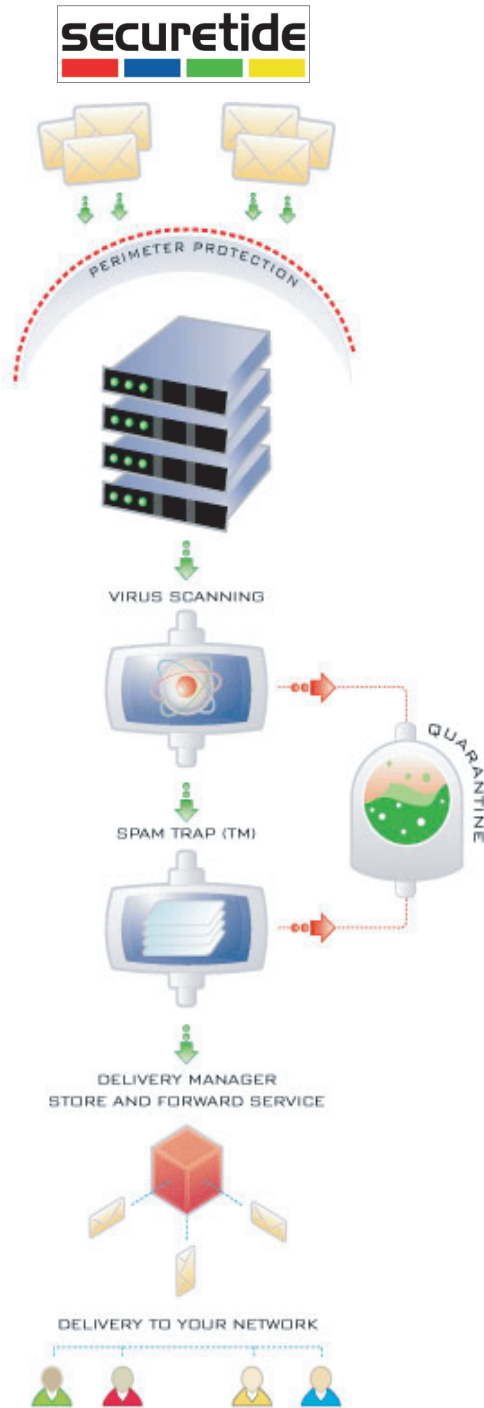 securetide
PERIMETER PROTECTION
VIRUS SCANNING
QUARANTINE
SPAM TRAP (TM)
DELIVERY MANAGER
STORE AND FORWARD SERVICE
DELIVERY TO YOUR NETWORK